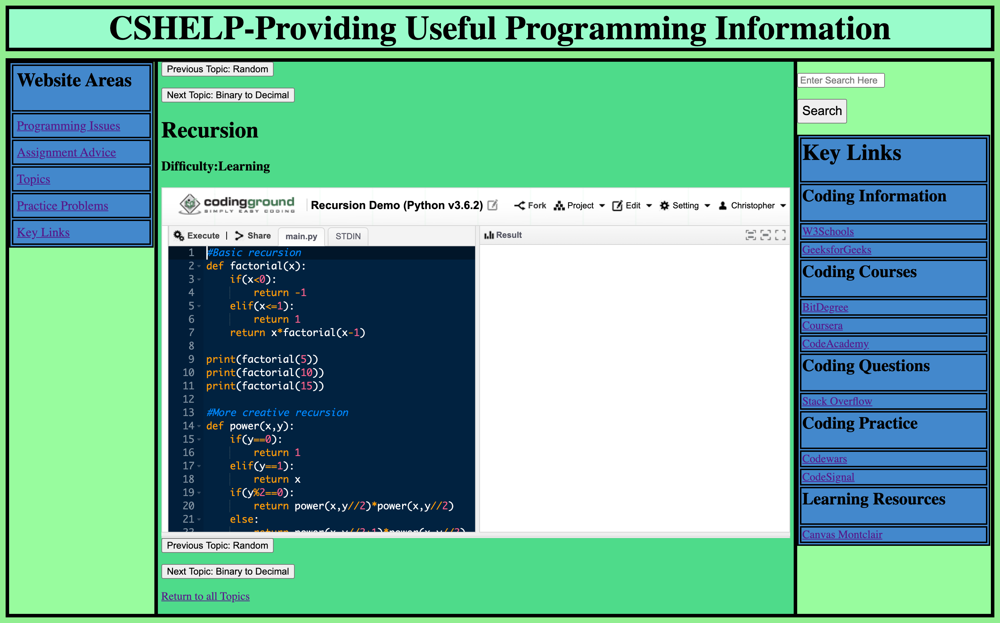 CSHELP-Providing Useful Programming Information
Website Areas
Programming Issues
Assignment Advice
Topics
Practice Problems
Key Links
Previous Topic: Random
Next Topic: Binary to Decimal
Recursion
Difficulty:Learning
codingground
SIMPLY EASY CODING
Recursion Demo (Python v3.6.2)
Fork Project Edit Setting Christopher
Execute | Share main.py STDIN
Result
1 #Basic recursion
2 def factorial(x):
3     if(x<0):
4         return -1
5     elif(x<=1):
6         return 1
7     return x*factorial(x-1)
8
9 print(factorial(5))
10 print(factorial(10))
11 print(factorial(15))
12
13 #More creative recursion
14 def power(x,y):
15     if(y==0):
16         return 1
17     elif(y==1):
18         return x
19     if(y%2==0):
20         return power(x,y//2)*power(x,y//2)
21     else:
22         return power(x,y//2+1)*power(x,y//2)
Previous Topic: Random
Next Topic: Binary to Decimal
Return to all Topics
Enter Search Here
Search
Key Links
Coding Information
W3Schools
GeeksforGeeks
Coding Courses
BitDegree
Coursera
CodeAcademy
Coding Questions
Stack Overflow
Coding Practice
Codewars
CodeSignal
Learning Resources
Canvas Montclair